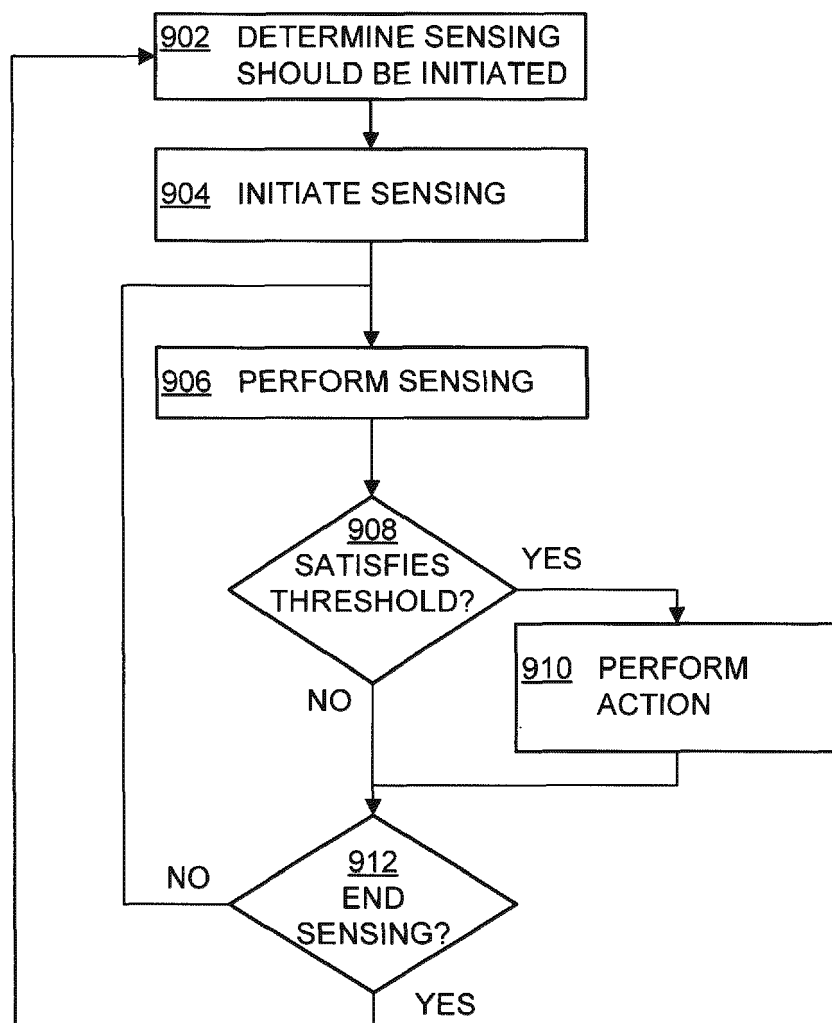 902 DETERMINE SENSING
SHOULD BE INITIATED
904 INITIATE SENSING
906 PERFORM SENSING
908
SATISFIES
THRESHOLD?
YES
910 PERFORM
ACTION
NO
912
END
SENSING?
NO
YES